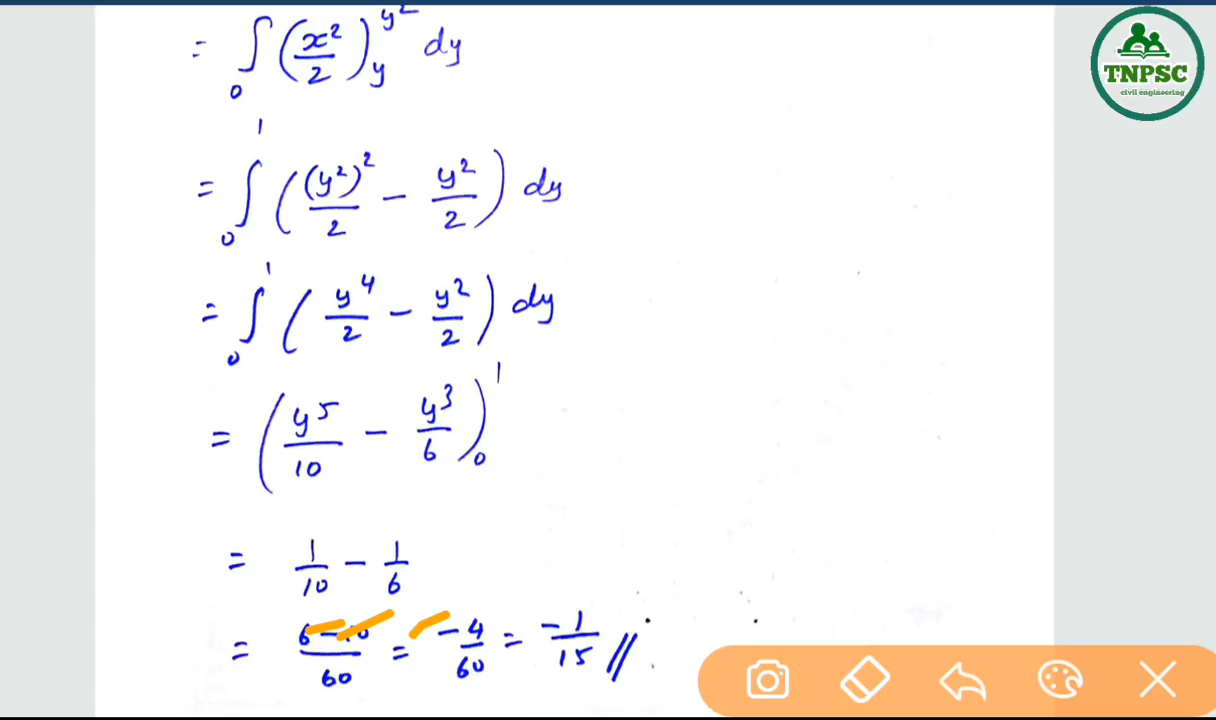 = ∫₀ (x²/2)_y^{y²} dy
TNPSC
civil engineering
= ∫₀¹ ((y²)²/2 - y²/2) dy
= ∫₀¹ (y⁴/2 - y²/2) dy
= (y⁵/10 - y³/6)₀¹
= 1/10 - 1/6
= 6-10/60 = -4/60 = -1/15 //